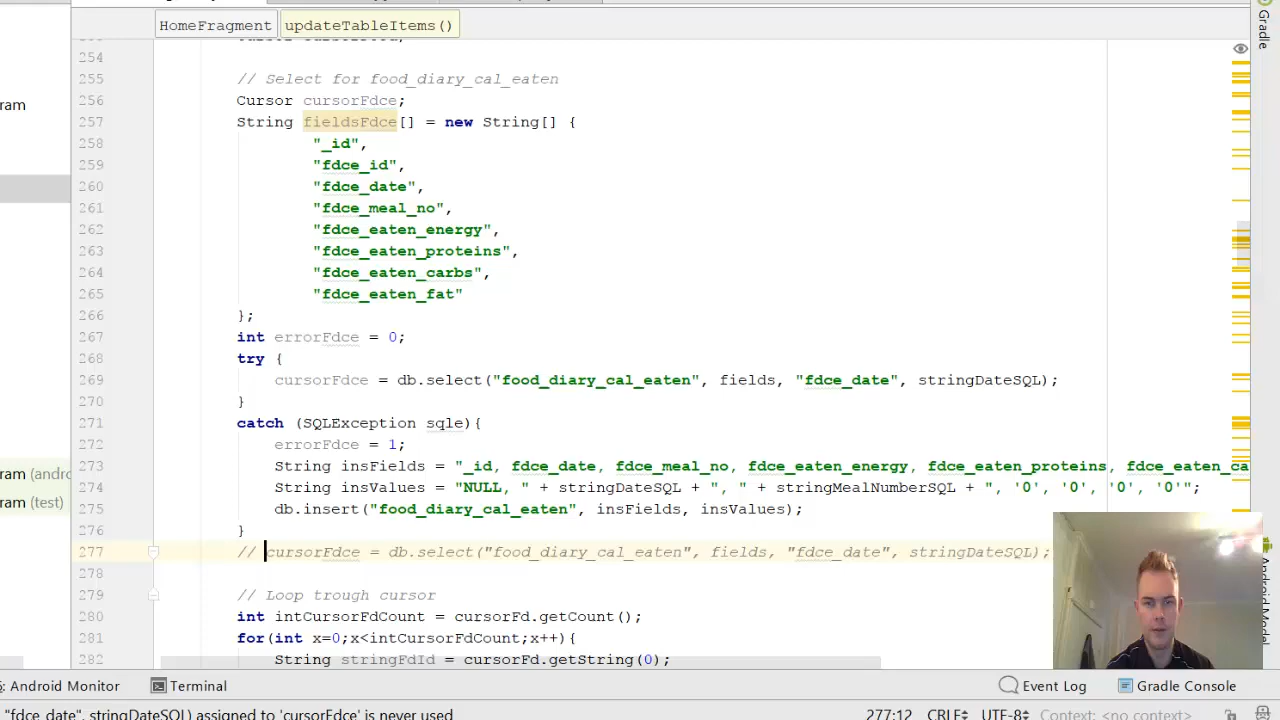 HomeFragment
updateTableItems()
Gradle
254
255 // Select for food_diary_cal_eaten
256 Cursor cursorFdce;
257 String fieldsFdce[] = new String[] {
258 "_id",
259 "fdce_id",
260 "fdce_date",
261 "fdce_meal_no",
262 "fdce_eaten_energy",
263 "fdce_eaten_proteins",
264 "fdce_eaten_carbs",
265 "fdce_eaten_fat"
266 };
267 int errorFdce = 0;
268 try {
269 cursorFdce = db.select("food_diary_cal_eaten", fields, "fdce_date", stringDateSQL);
270 }
271 catch (SQLException sqle){
272 errorFdce = 1;
273 String insFields = "_id, fdce_date, fdce_meal_no, fdce_eaten_energy, fdce_eaten_proteins, fdce_eaten_ca
274 String insValues = "NULL, " + stringDateSQL + ", " + stringMealNumberSQL + ", '0', '0', '0', '0'";
275 db.insert("food_diary_cal_eaten", insFields, insValues);
276 }
277 // cursorFdce = db.select("food_diary_cal_eaten", fields, "fdce_date", stringDateSQL);
278
279 // Loop trough cursor
280 int intCursorFdCount = cursorFd.getCount();
281 for(int x=0;x<intCursorFdCount;x++){
282 String stringFdId = cursorFd.getString(0);
ram
ram (andro
ram (test)
Android Monitor
Terminal
Event Log
Gradle Console
"fdce_date", stringDateSQL) assigned to 'cursorFdce' is never used
277:12 CRLF UTF-8 Context: <no context>